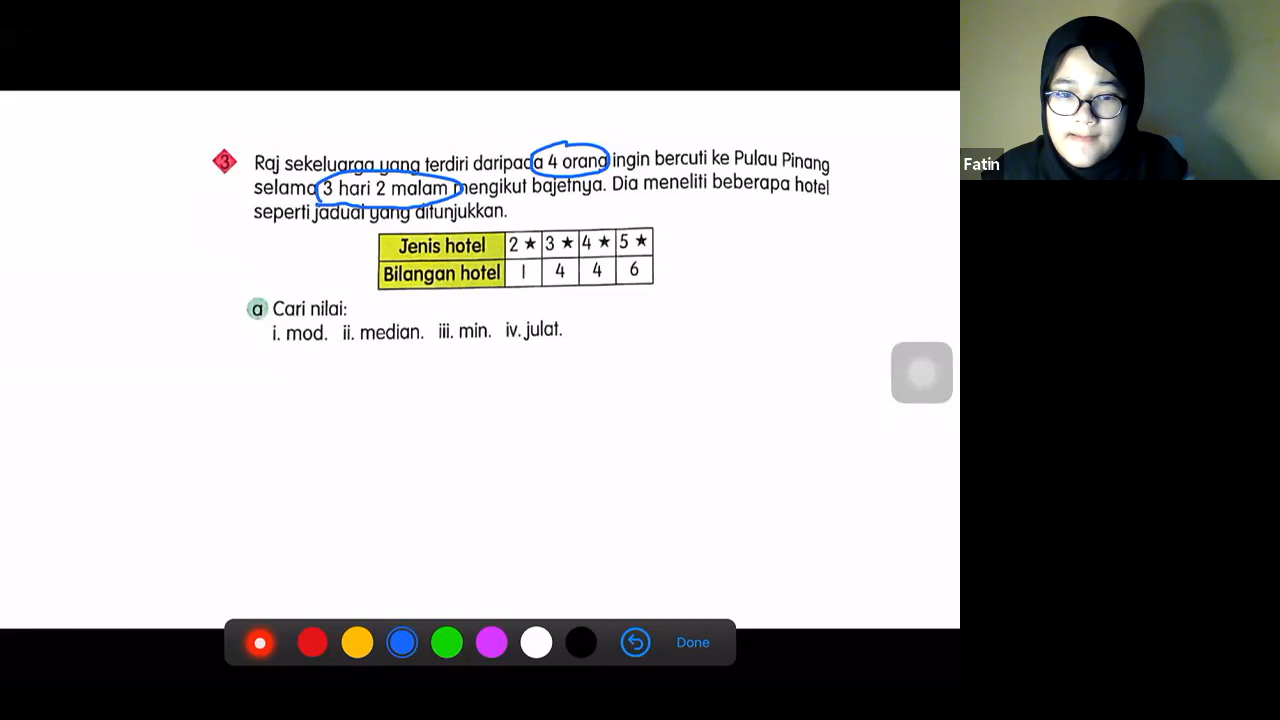 3 Raj sekeluarga yang terdiri daripada 4 orang ingin bercuti ke Pulau Pinang
selama 3 hari 2 malam mengikut bajetnya. Dia meneliti beberapa hotel
seperti jadual yang ditunjukkan.
Jenis hotel 2 ★ 3 ★ 4 ★ 5 ★
Bilangan hotel 1 4 4 6
a Cari nilai:
i. mod. ii. median. iii. min. iv. julat.
Fatin
Done